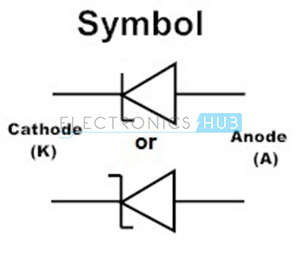 Symbol
Cathode
(K)
ELECTRONICS HUB
or
Anode
(A)